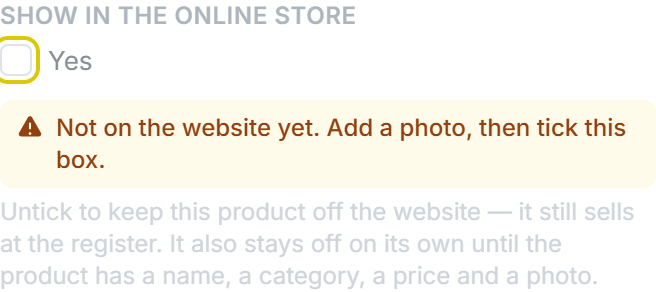 SHOW IN THE ONLINE STORE
Yes
Not on the website yet. Add a photo, then tick this
box.
Untick to keep this product off the website — it still sells
at the register. It also stays off on its own until the
product has a name, a category, a price and a photo.